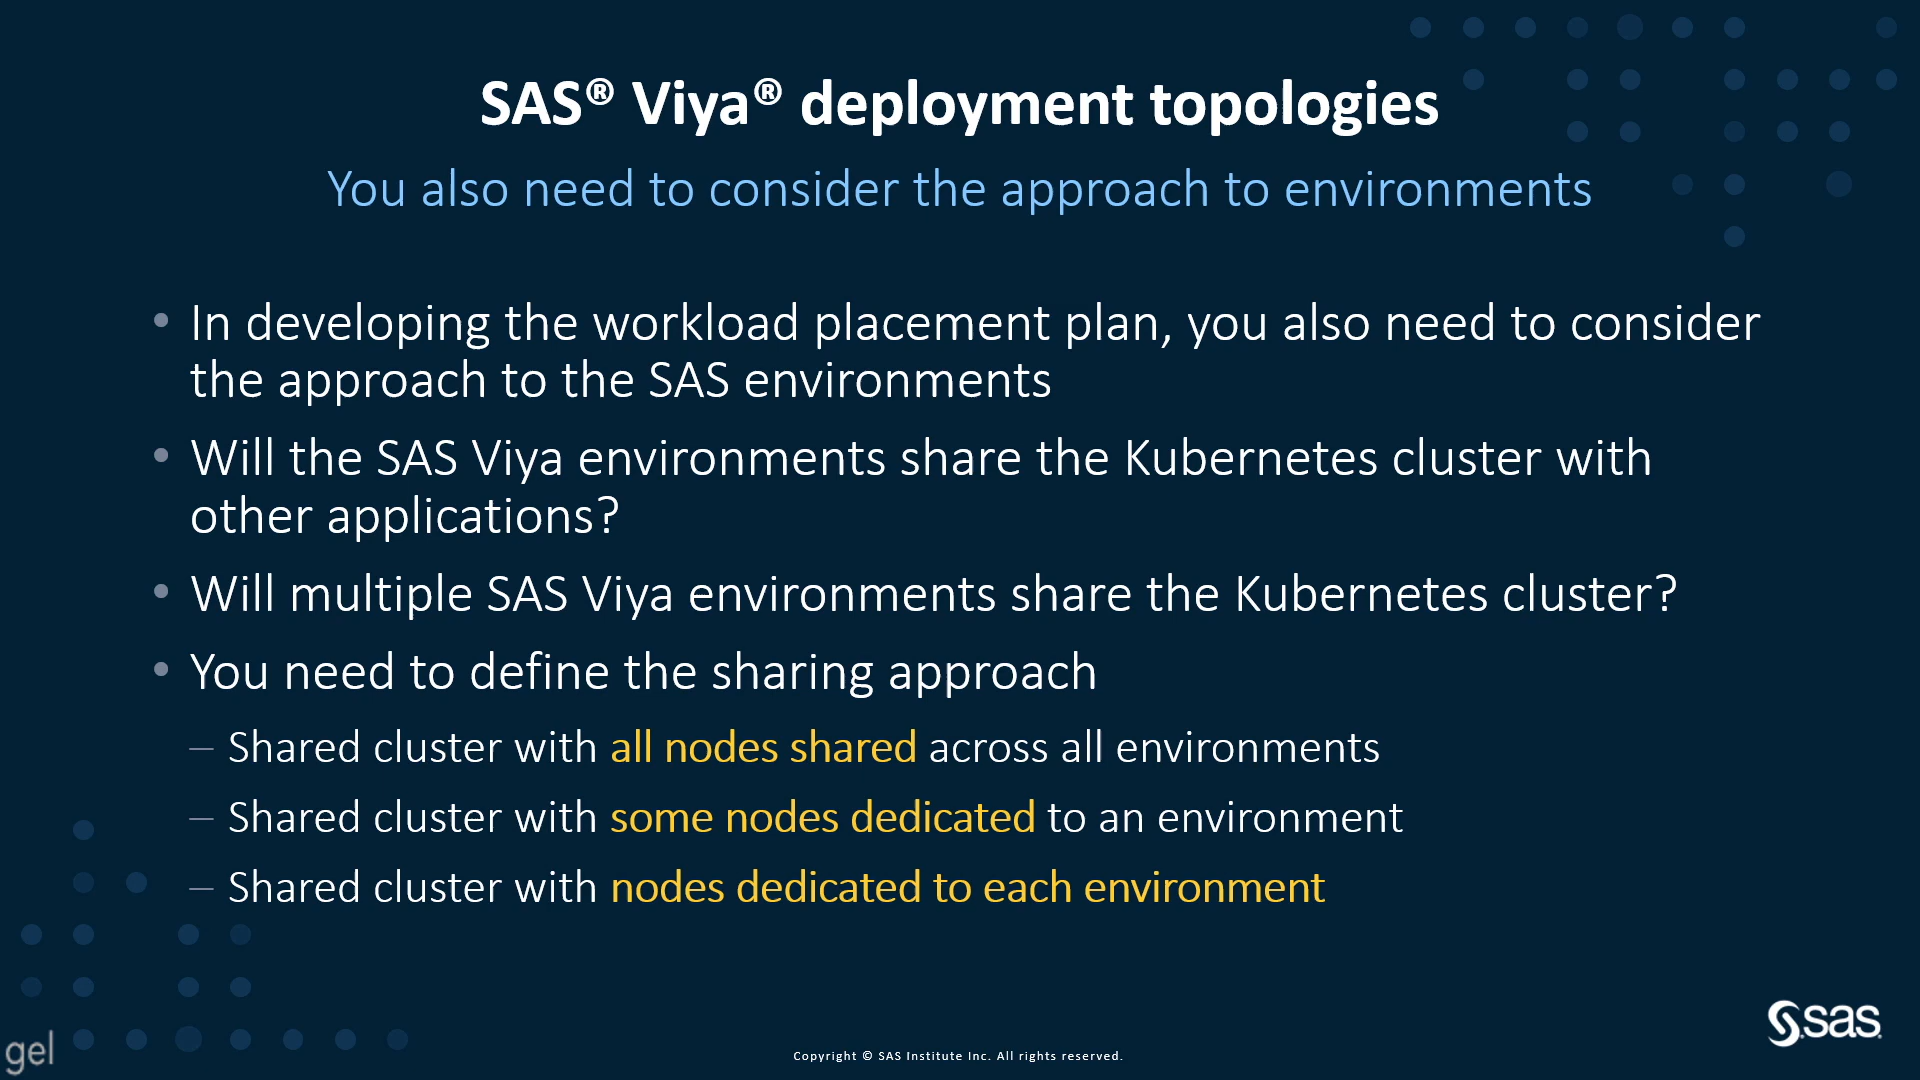 SAS® Viya® deployment topologies
You also need to consider the approach to environments
• In developing the workload placement plan, you also need to consider
the approach to the SAS environments
• Will the SAS Viya environments share the Kubernetes cluster with
other applications?
• Will multiple SAS Viya environments share the Kubernetes cluster?
• You need to define the sharing approach
– Shared cluster with all nodes shared across all environments
– Shared cluster with some nodes dedicated to an environment
– Shared cluster with nodes dedicated to each environment
sas
gel
Copyright © SAS Institute Inc. All rights reserved.